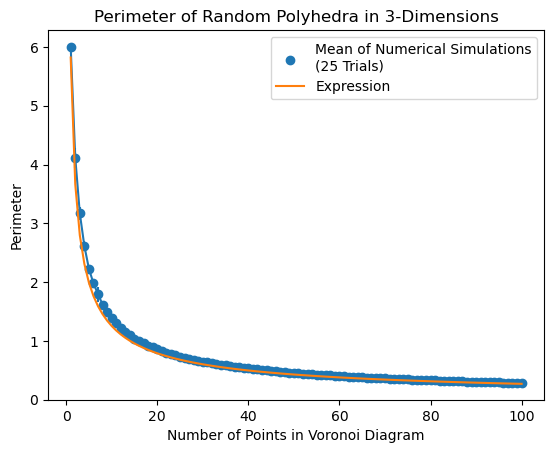 Perimeter of Random Polyhedra in 3-Dimensions
Mean of Numerical Simulations
(25 Trials)
Expression
Perimeter
6
5
4
3
2
1
0
0 20 40 60 80 100
Number of Points in Voronoi Diagram